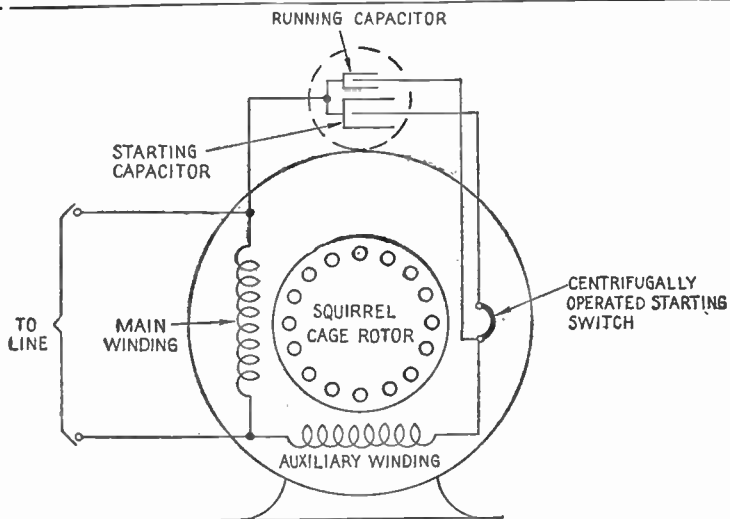 RUNNING CAPACITOR
STARTING
CAPACITOR
TO
LINE
MAIN
WINDING
SQUIRREL
CAGE ROTOR
CENTRIFUGALLY
OPERATED STARTING
SWITCH
AUXILIARY WINDING